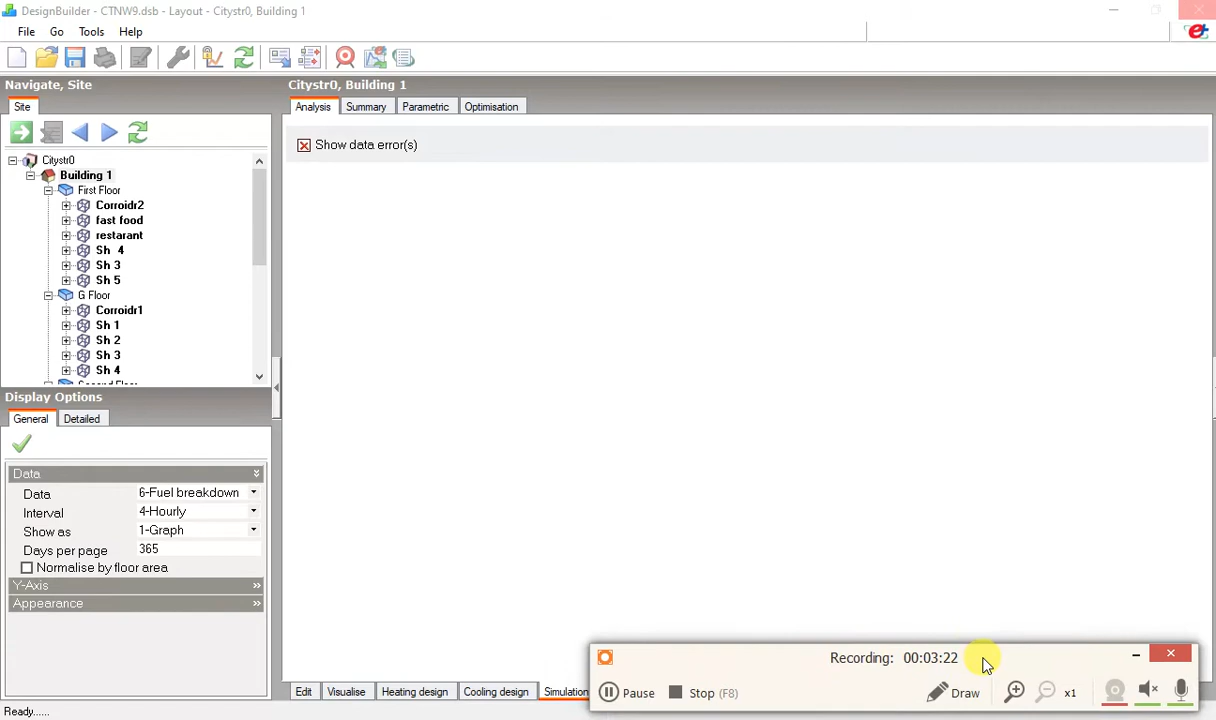 DesignBuilder - CTNW9.dsb - Layout - Citystr0, Building 1
File Go Tools Help
Navigate, Site
Site
Citystr0
Building 1
First Floor
Corroidr2
fast food
restarant
Sh 4
Sh 3
Sh 5
G Floor
Corroidr1
Sh 1
Sh 2
Sh 3
Sh 4
Display Options
General Detailed
Data
Data 6-Fuel breakdown
Interval 4-Hourly
Show as 1-Graph
Days per page 365
Normalise by floor area
Y-Axis
Appearance
Citystr0, Building 1
Analysis Summary Parametric Optimisation
Show data error(s)
Edit Visualise Heating design Cooling design Simulation
Recording: 00:03:22
Pause Stop (F8) Draw x1
Ready.....